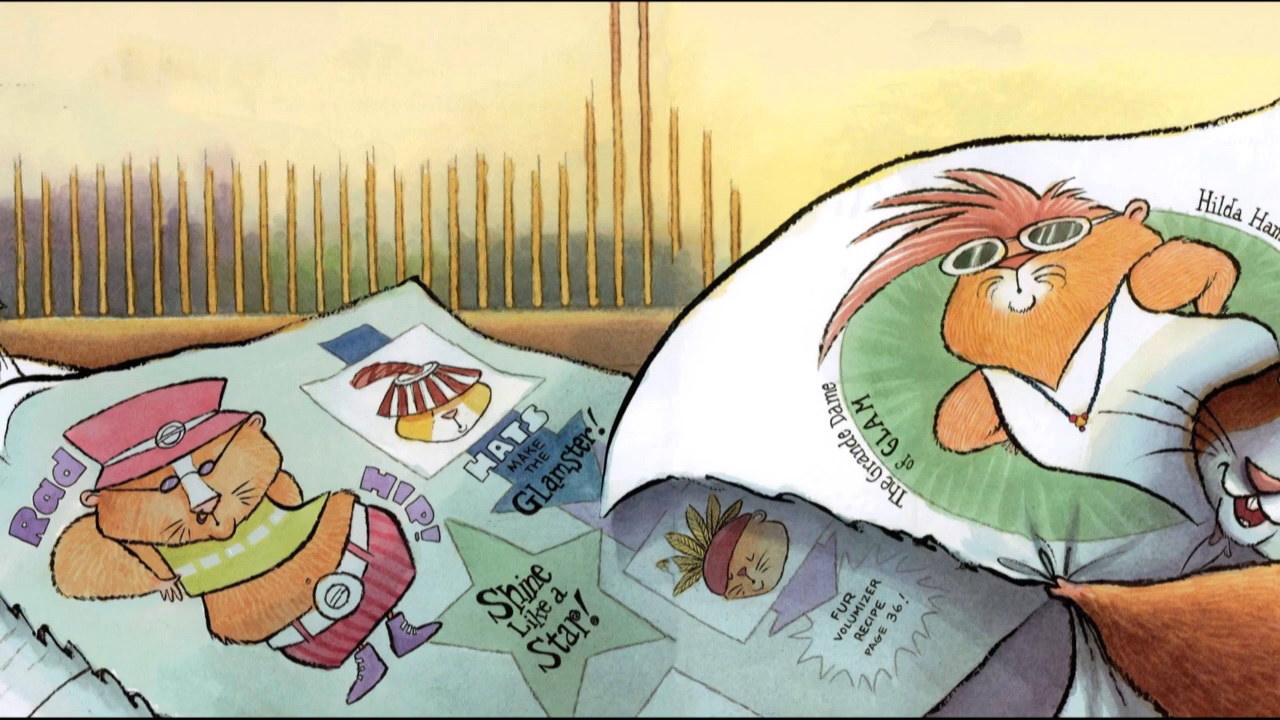 Rad
Hip!
HATS
MAKE
THE
GLamster!
Shine
Like a
Star!
FUR
VOLUMIZER
RECIPE
PAGE 36!
The Grande Dame
of GLAM
Hilda